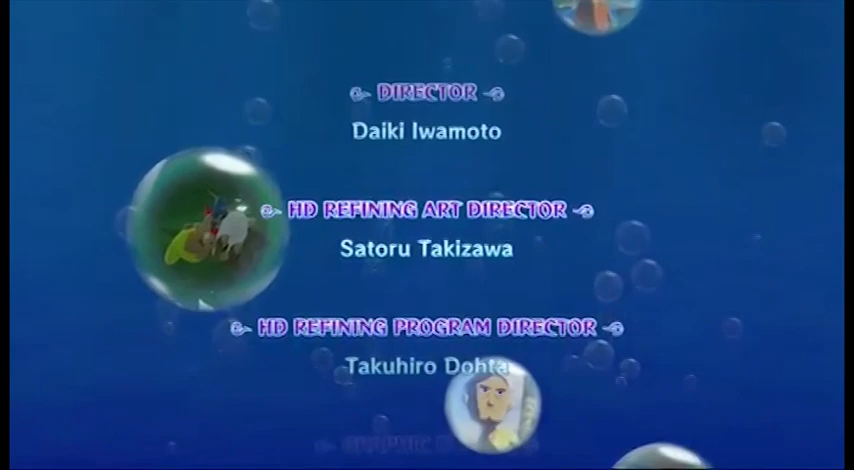 DIRECTOR
Daiki Iwamoto
HD REFINING ART DIRECTOR
Satoru Takizawa
HD REFINING PROGRAM DIRECTOR
Takuhiro Dohta